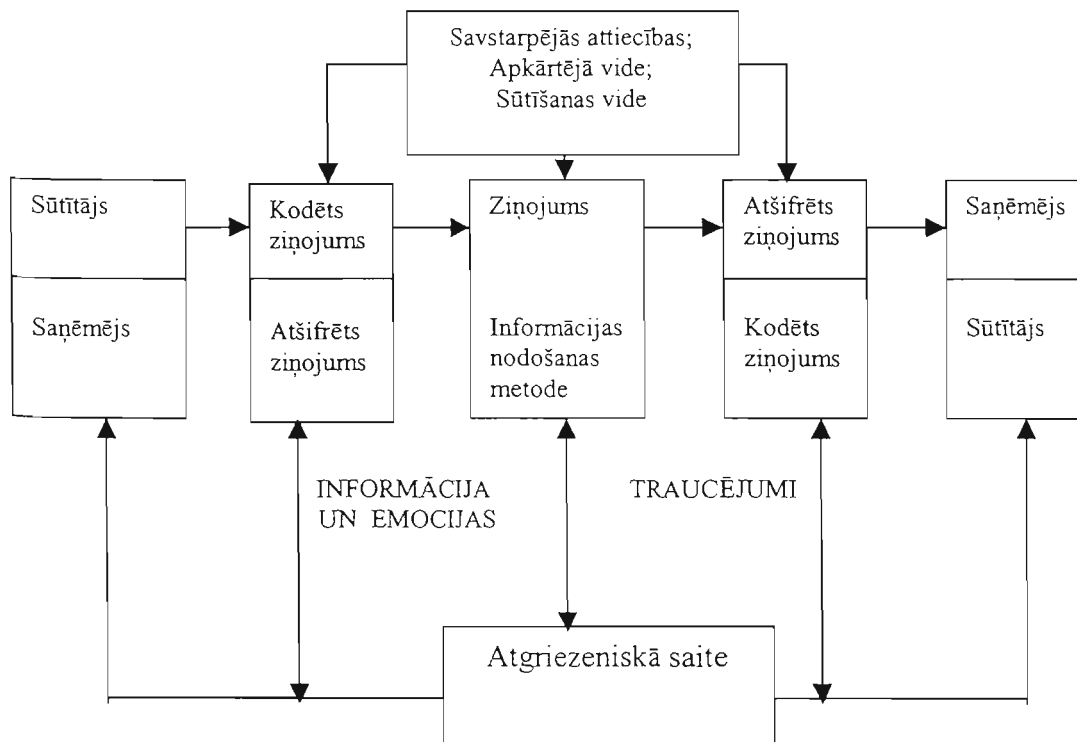 Savstarpējās attiecības;
Apkārtējā vide;
Sūtīšanas vide
Sūtītājs
Saņēmējs
Kodēts
ziņojums
Atšifrēts
ziņojums
Ziņojums
Informācijas
nodošanas
metode
Atšifrēts
ziņojums
Kodēts
ziņojums
Saņēmējs
Sūtītājs
INFORMĀCIJA
UN EMOCIJAS
TRAUCĒJUMI
Atgriezeniskā saite